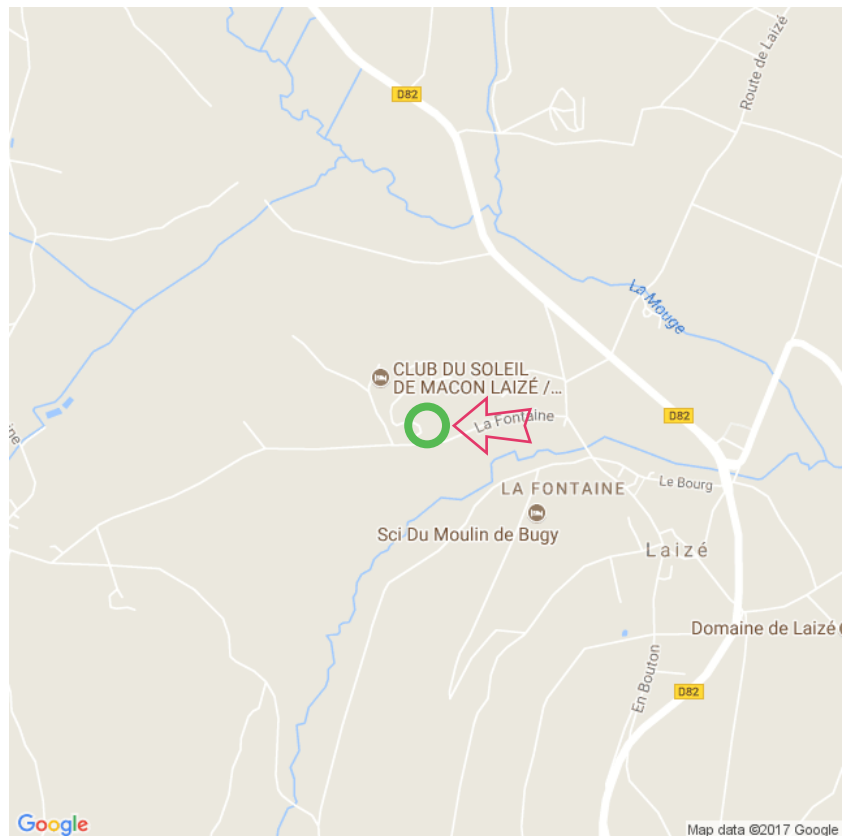 D82
Route de Laizé
La Mouge
CLUB DU SOLEIL
DE MACON LAIZÉ /...
La Fontaine
D82
LA FONTAINE
Le Bourg
Sci Du Moulin de Bugy
Laizé
Domaine de Laizé
En Bouton
D82
Google
Map data ©2017 Google